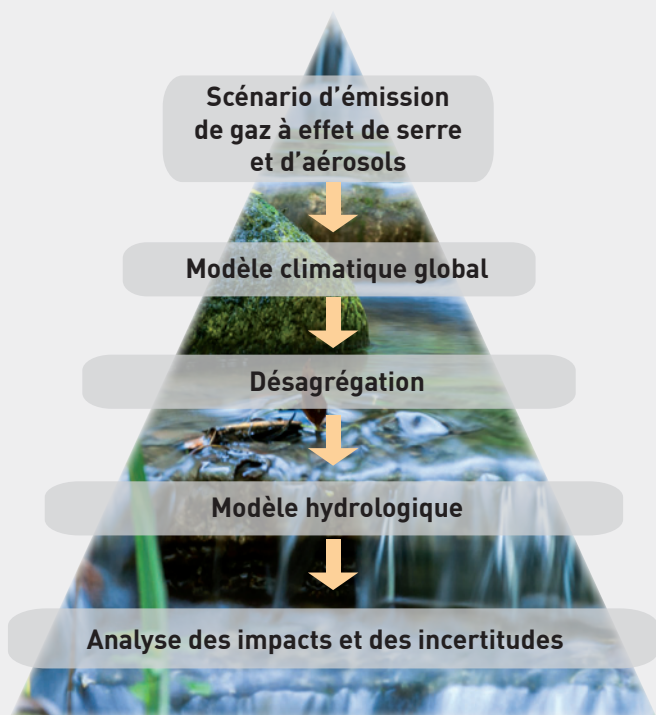 Scénario d’émission
de gaz à effet de serre
et d’aérosols
Modèle climatique global
Désagrégation
Modèle hydrologique
Analyse des impacts et des incertitudes